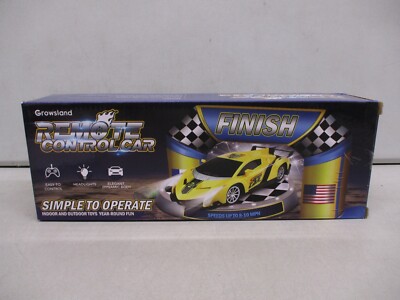 Growsland
REMOTE
CONTROL CAR
FINISH
EASY TO
CONTROL
HEADLIGHTS
SIMPLE TO OPERATE
INDOOR AND OUTDOOR TOYS YEAR-ROUND FUN